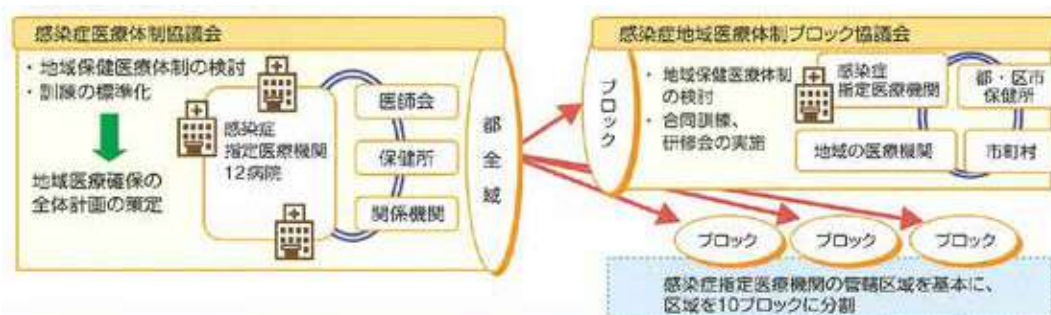 感染症医療体制協議会
・地域保健医療体制の検討
・訓練の標準化
地域医療確保の
全体計画の策定
感染症
指定医療機関
12病院
医師会
保健所
関係機関
都全域
感染症地域医療体制ブロック協議会
ブロック
・地域保健医療体制
の検討
・合同訓練、
研修会の実施
感染症
指定医療機関
都・区市
保健所
地域の医療機関
市町村
ブロック
ブロック
ブロック
感染症指定医療機関の管轄区域を基本に、
区域を10ブロックに分割